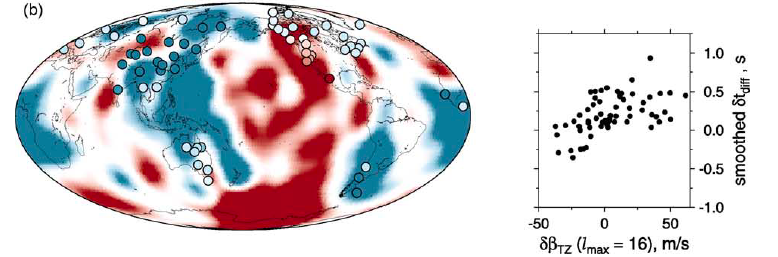 (b)
1.0
0.5
0.0
-0.5
-1.0
smoothed δt_diff , s
-50 0 50
δβ_TZ (l_max = 16), m/s